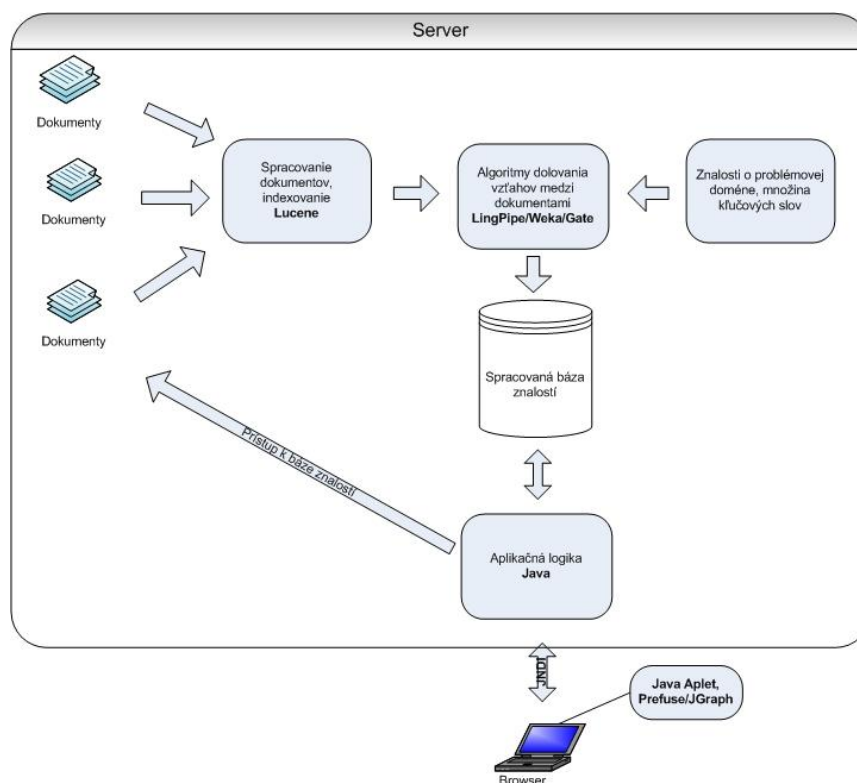 Server
Dokumenty
Dokumenty
Dokumenty
Spracovanie
dokumentov,
indexovanie
Lucene
Algoritmy dolovania
vzťahov medzi
dokumentami
LingPipe/Weka/Gate
Znalosti o problémovej
doméne, množina
kľučových slov
Spracovaná báza
znalostí
Prístup k báze znalostí
Aplikačná logika
Java
JNDI
Java Aplet,
Prefuse/JGraph
Browser